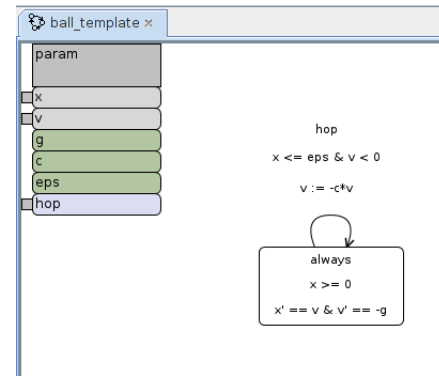 ball_template
param
x
v
g
c
eps
hop
hop
x <= eps & v < 0
v := -c*v
always
x >= 0
x' == v & v' == -g